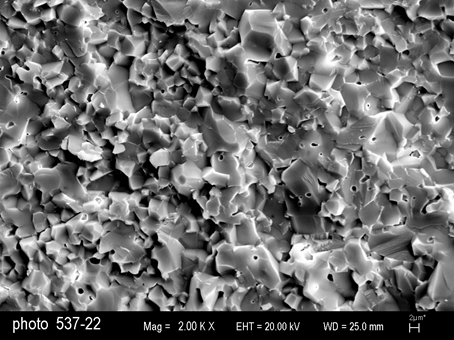 2µm*
photo 537-22 Mag = 2.00 K X EHT = 20.00 kV WD = 25.0 mm